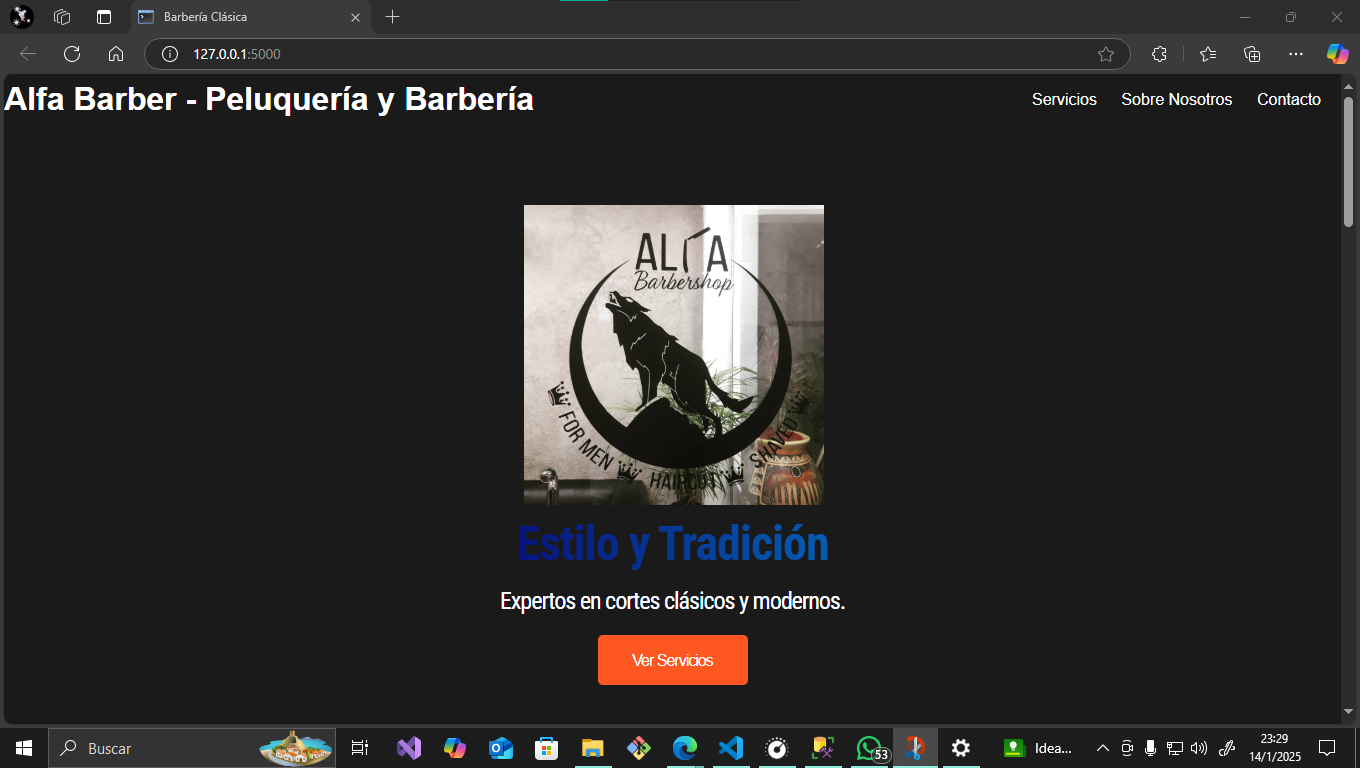 Barbería Clásica
127.0.0.1:5000
Alfa Barber - Peluquería y Barbería
Servicios
Sobre Nosotros
Contacto
ALFA
Barbershop
FOR MEN
HAIRCUT
SHAVED
Estilo y Tradición
Expertos en cortes clásicos y modernos.
Ver Servicios
Buscar
53
Idea...
23:29
14/1/2025